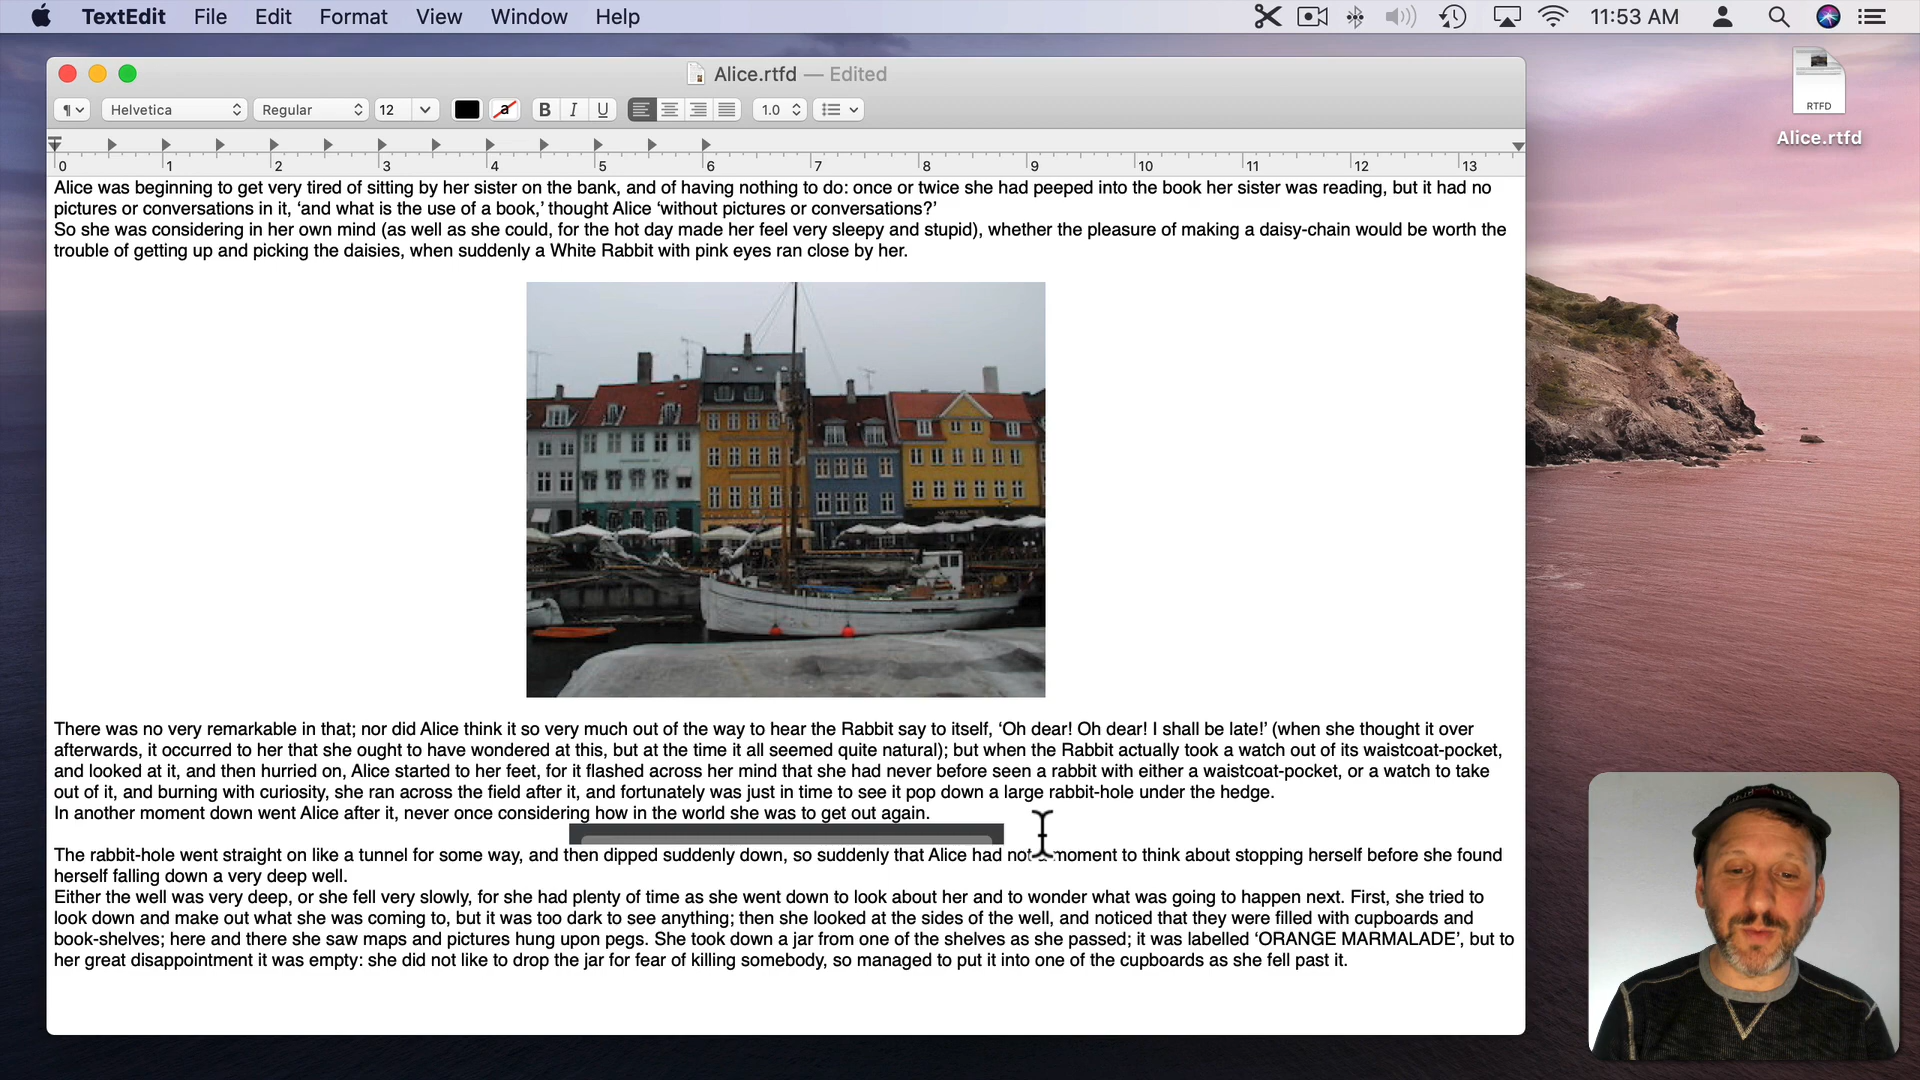 TextEdit File Edit Format View Window Help 11:53 AM
Alice.rtfd — Edited
¶ Helvetica Regular 12 a B I U 1.0
0 1 2 3 4 5 6 7 8 9 10 11 12 13
RTFD
Alice.rtfd
Alice was beginning to get very tired of sitting by her sister on the bank, and of having nothing to do: once or twice she had peeped into the book her sister was reading, but it had no
pictures or conversations in it, ‘and what is the use of a book,’ thought Alice ‘without pictures or conversations?’
So she was considering in her own mind (as well as she could, for the hot day made her feel very sleepy and stupid), whether the pleasure of making a daisy-chain would be worth the
trouble of getting up and picking the daisies, when suddenly a White Rabbit with pink eyes ran close by her.
There was no very remarkable in that; nor did Alice think it so very much out of the way to hear the Rabbit say to itself, ‘Oh dear! Oh dear! I shall be late!’ (when she thought it over
afterwards, it occurred to her that she ought to have wondered at this, but at the time it all seemed quite natural); but when the Rabbit actually took a watch out of its waistcoat-pocket,
and looked at it, and then hurried on, Alice started to her feet, for it flashed across her mind that she had never before seen a rabbit with either a waistcoat-pocket, or a watch to take
out of it, and burning with curiosity, she ran across the field after it, and fortunately was just in time to see it pop down a large rabbit-hole under the hedge.
In another moment down went Alice after it, never once considering how in the world she was to get out again.
The rabbit-hole went straight on like a tunnel for some way, and then dipped suddenly down, so suddenly that Alice had not a moment to think about stopping herself before she found
herself falling down a very deep well.
Either the well was very deep, or she fell very slowly, for she had plenty of time as she went down to look about her and to wonder what was going to happen next. First, she tried to
look down and make out what she was coming to, but it was too dark to see anything; then she looked at the sides of the well, and noticed that they were filled with cupboards and
book-shelves; here and there she saw maps and pictures hung upon pegs. She took down a jar from one of the shelves as she passed; it was labelled ‘ORANGE MARMALADE’, but to
her great disappointment it was empty: she did not like to drop the jar for fear of killing somebody, so managed to put it into one of the cupboards as she fell past it.